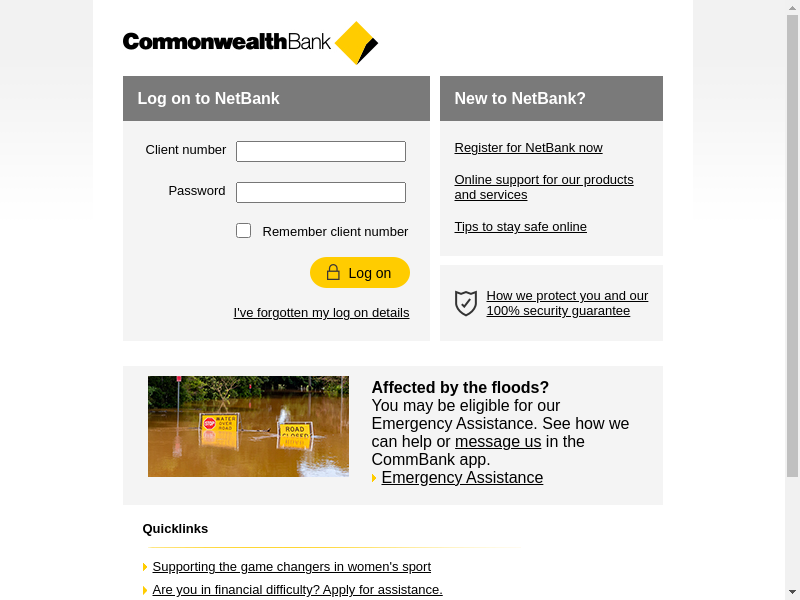 CommonwealthBank
Log on to NetBank
Client number
Password
Remember client number
Log on
I've forgotten my log on details
New to NetBank?
Register for NetBank now
Online support for our products
and services
Tips to stay safe online
How we protect you and our
100% security guarantee
STOP
WATER
OVER
ROAD
ROAD
CLOSED
Affected by the floods?
You may be eligible for our
Emergency Assistance. See how we
can help or message us in the
CommBank app.
Emergency Assistance
Quicklinks
Supporting the game changers in women's sport
Are you in financial difficulty? Apply for assistance.